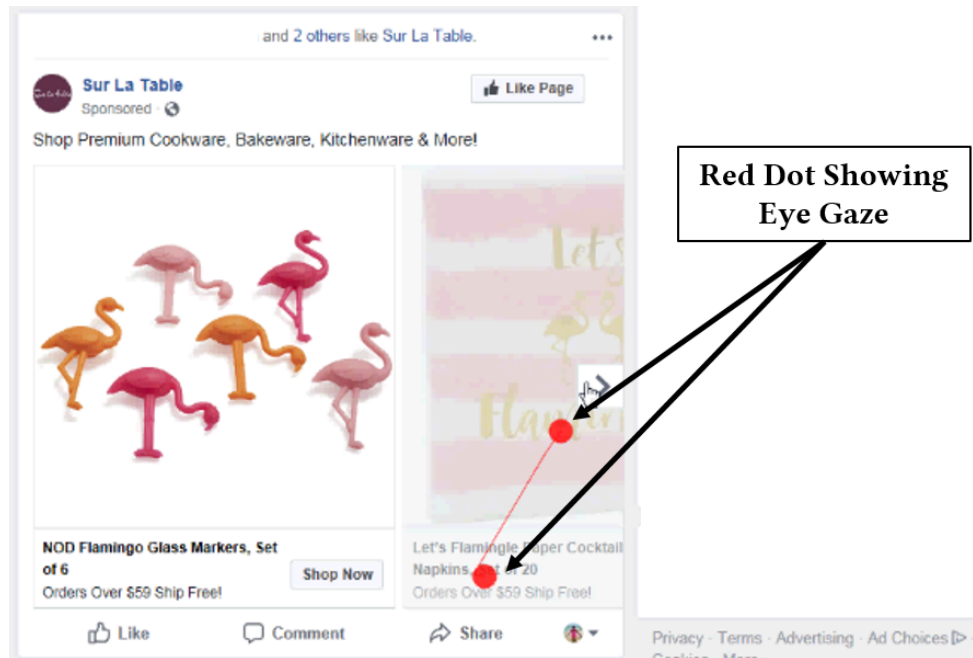 and 2 others like Sur La Table.
Sur La Table
Like Page
Sponsored ·
Shop Premium Cookware, Bakeware, Kitchenware & More!
Red Dot Showing
Eye Gaze
Let's
NOD Flamingo Glass Markers, Set
of 6
Shop Now
Orders Over $59 Ship Free!
Let's Flamingle Paper Cocktail
Napkins, Set of 20
Orders Over $59 Ship Free!
Like
Comment
Share
Privacy · Terms · Advertising · Ad Choices ·
Cookies · More